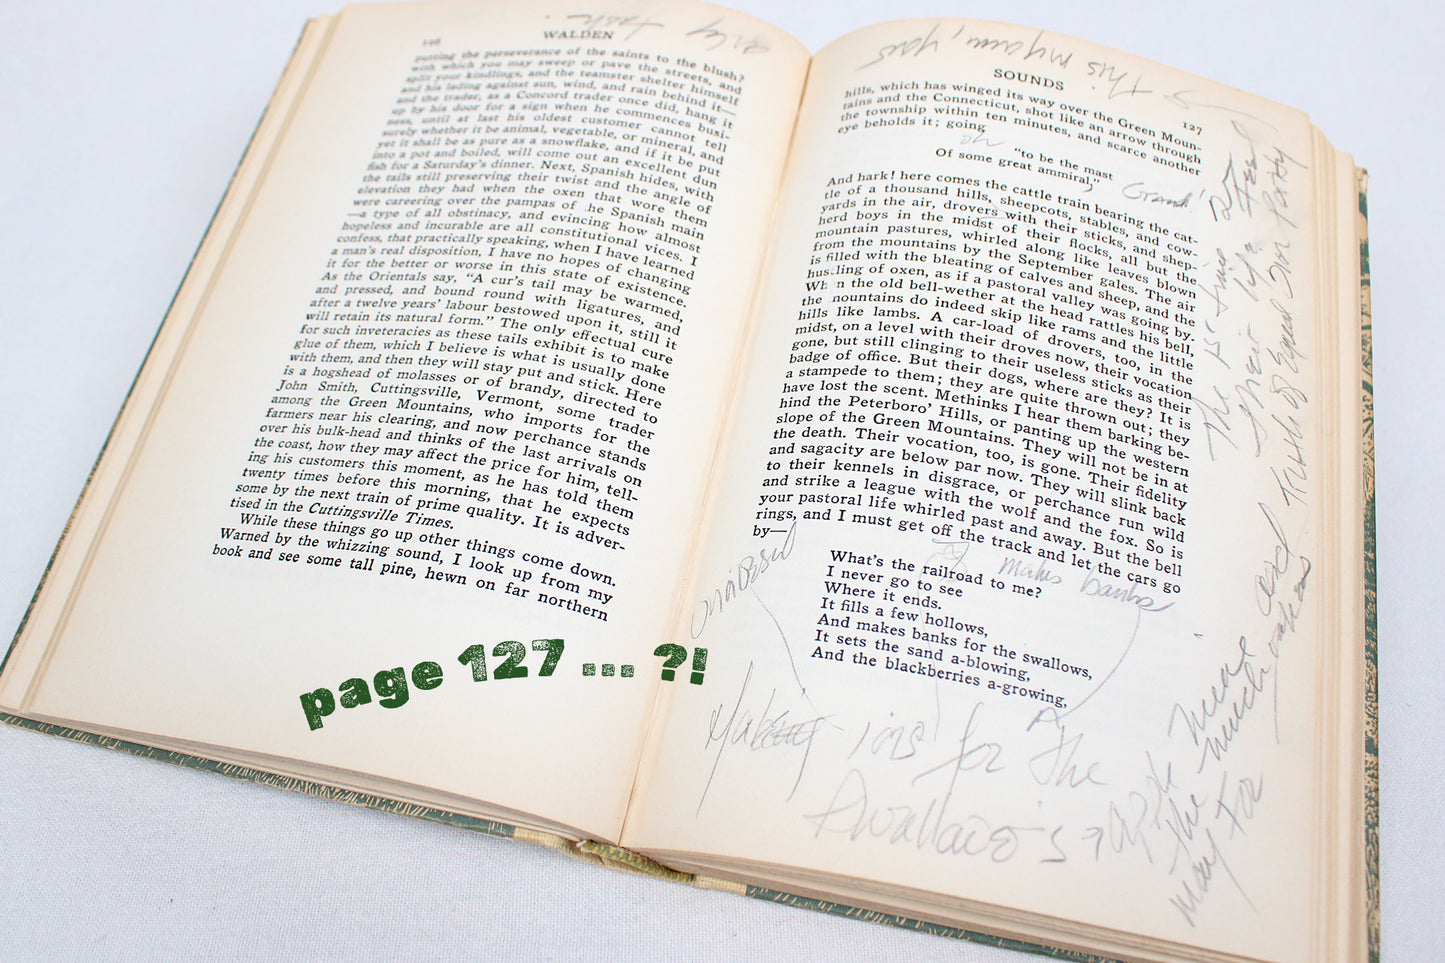 WALDEN
putting the perseverance of the saints to the blush?
with which you may sweep or pave the streets, and
split your kindlings, and the teamster shelter himself
and his lading against sun, wind, and rain behind it—
and the trader, as a Concord trader once did, hang it
up by his door for a sign when he commences busi-
ness, until at last his oldest customer cannot tell
surely whether it be animal, vegetable, or mineral, and
yet it shall be as pure as a snowflake, and if it be put
into a pot and boiled, will come out an excellent dun
fish for a Saturday's dinner. Next, Spanish hides, with
the tails still preserving their twist and the angle of
elevation they had when the oxen that wore them
were careering over the pampas of he Spanish main
—a type of all obstinacy, and evincing how almost
hopeless and incurable are all constitutional vices. I
confess, that practically speaking, when I have learned
a man's real disposition, I have no hopes of changing
it for the better or worse in this state of existence.
As the Orientals say, "A cur's tail may be warmed,
and pressed, and bound round with ligatures, and
after a twelve years' labour bestowed upon it, still it
will retain its natural form." The only effectual cure
for such inveteracies as these tails exhibit is to make
glue of them, which I believe is what is usually done
with them, and then they will stay put and stick. Here
is a hogshead of molasses or of brandy, directed to
John Smith, Cuttingsville, Vermont, some trader
among the Green Mountains, who imports for the
farmers near his clearing, and now perchance stands
over his bulk-head and thinks of the last arrivals on
the coast, how they may affect the price for him, tell-
ing his customers this moment, as he has told them
twenty times before this morning, that he expects
some by the next train of prime quality. It is adver-
tised in the Cuttingsville Times.
While these things go up other things come down.
Warned by the whizzing sound, I look up from my
book and see some tall pine, hewn on far northern
page 127 ... ?!
SOUNDS
127
hills, which has winged its way over the Green Moun-
tains and the Connecticut, shot like an arrow through
the township within ten minutes, and scarce another
eye beholds it; going
oh
"to be the mast
Of some great ammiral,"
Grand!
And hark! here comes the cattle train bearing the cat-
tle of a thousand hills, sheepcots, stables, and cow-
yards in the air, drovers with their sticks, and shep-
herd boys in the midst of their flocks, all but the
mountain pastures, whirled along like leaves blown
from the mountains by the September gales. The air
is filled with the bleating of calves and sheep, and the
hus ling of oxen, as if a pastoral valley was going by.
Wh n the old bell-wether at the head rattles his bell,
the mountains do indeed skip like rams and the little
hills like lambs. A car-load of drovers, too, in the
midst, on a level with their droves now, their vocation
gone, but still clinging to their useless sticks as their
badge of office. But their dogs, where are they? It is
a stampede to them; they are quite thrown out; they
have lost the scent. Methinks I hear them barking be-
hind the Peterboro' Hills, or panting up the western
slope of the Green Mountains. They will not be in at
the death. Their vocation, too, is gone. Their fidelity
and sagacity are below par now. They will slink back
to their kennels in disgrace, or perchance run wild
and strike a league with the wolf and the fox. So is
your pastoral life whirled past and away. But the bell
rings, and I must get off the track and let the cars go
by—
What's the railroad to me?
I never go to see
Where it ends.
It fills a few hollows,
And makes banks for the swallows,
It sets the sand a-blowing,
And the blackberries a-growing,
makes banks
for the